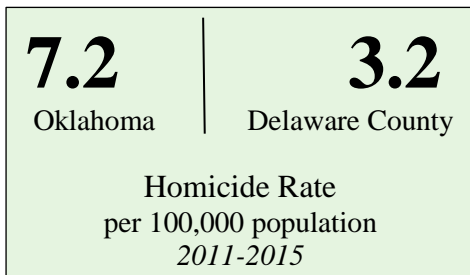 7.2 3.2
Oklahoma Delaware County
Homicide Rate
per 100,000 population
2011-2015